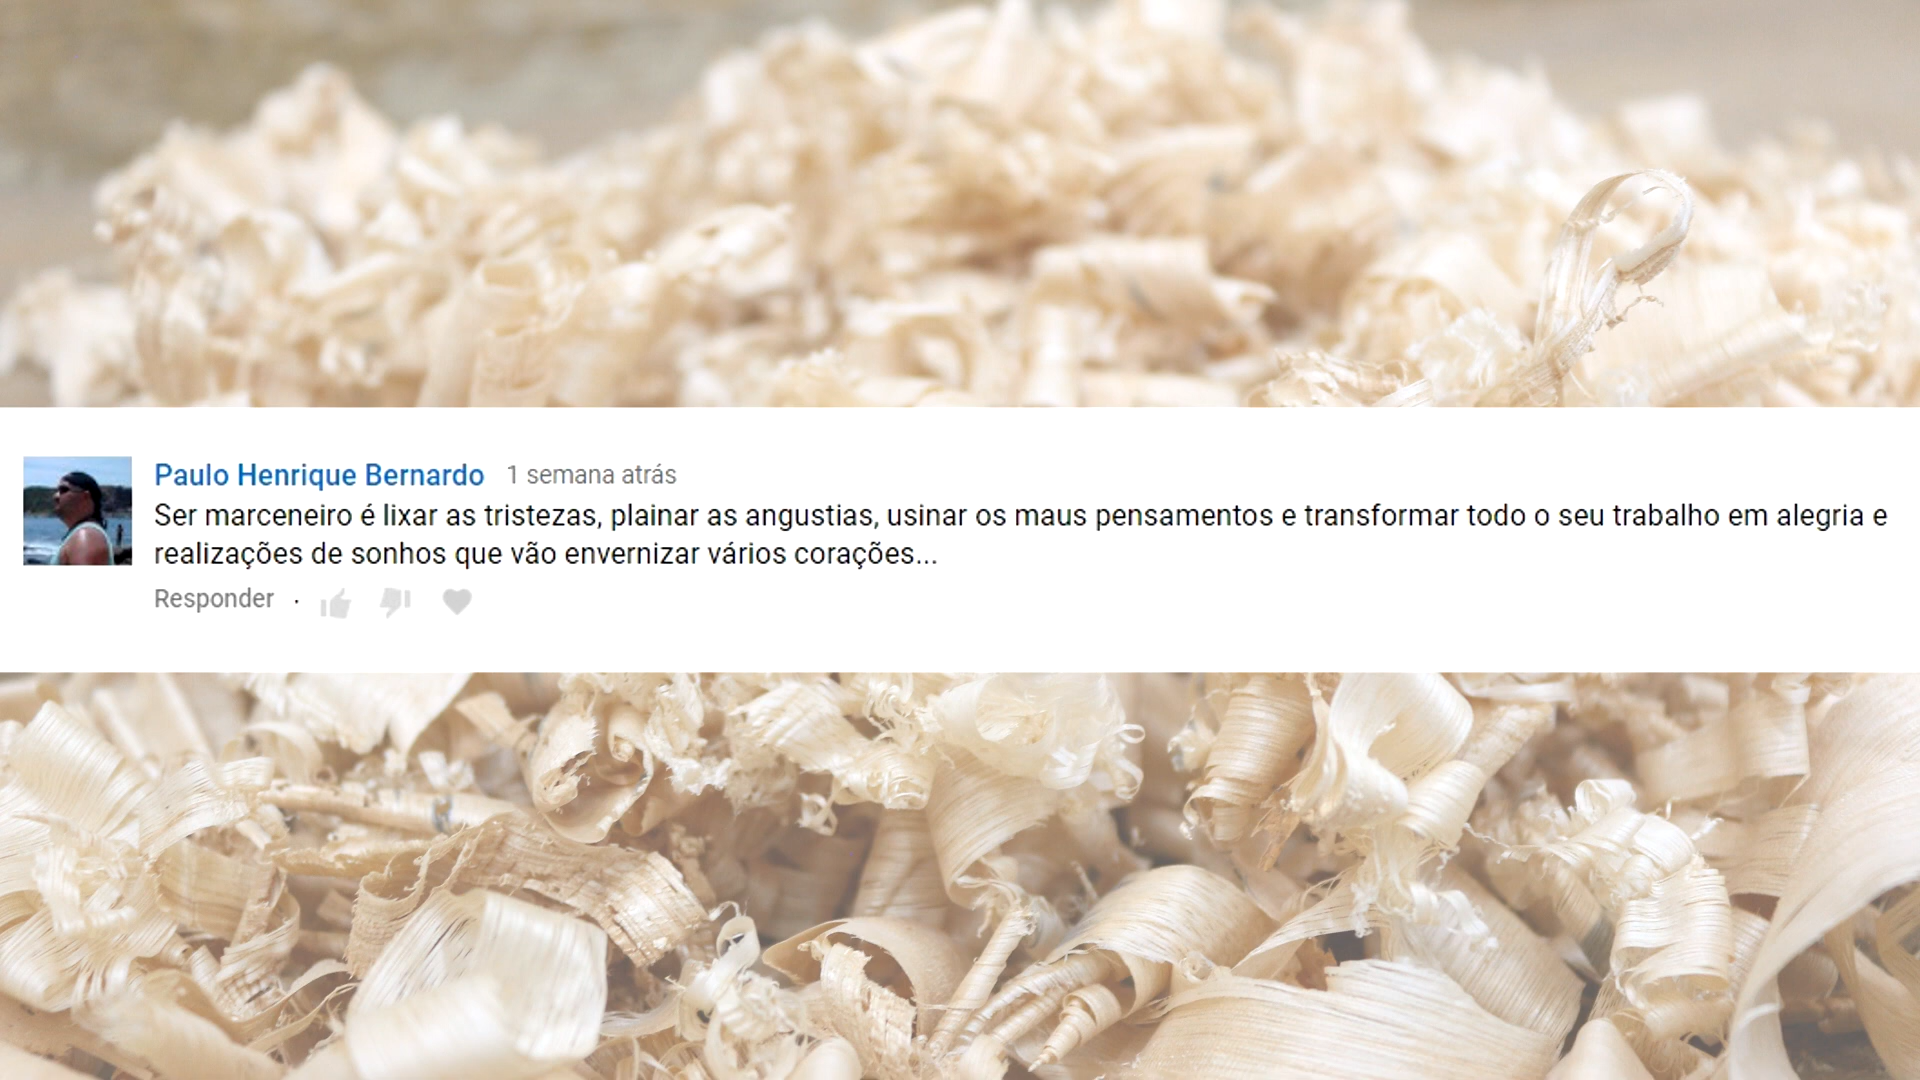 Paulo Henrique Bernardo 1 semana atrás
Ser marceneiro é lixar as tristezas, plainar as angustias, usinar os maus pensamentos e transformar todo o seu trabalho em alegria e
realizações de sonhos que vão envernizar vários corações...
Responder ·